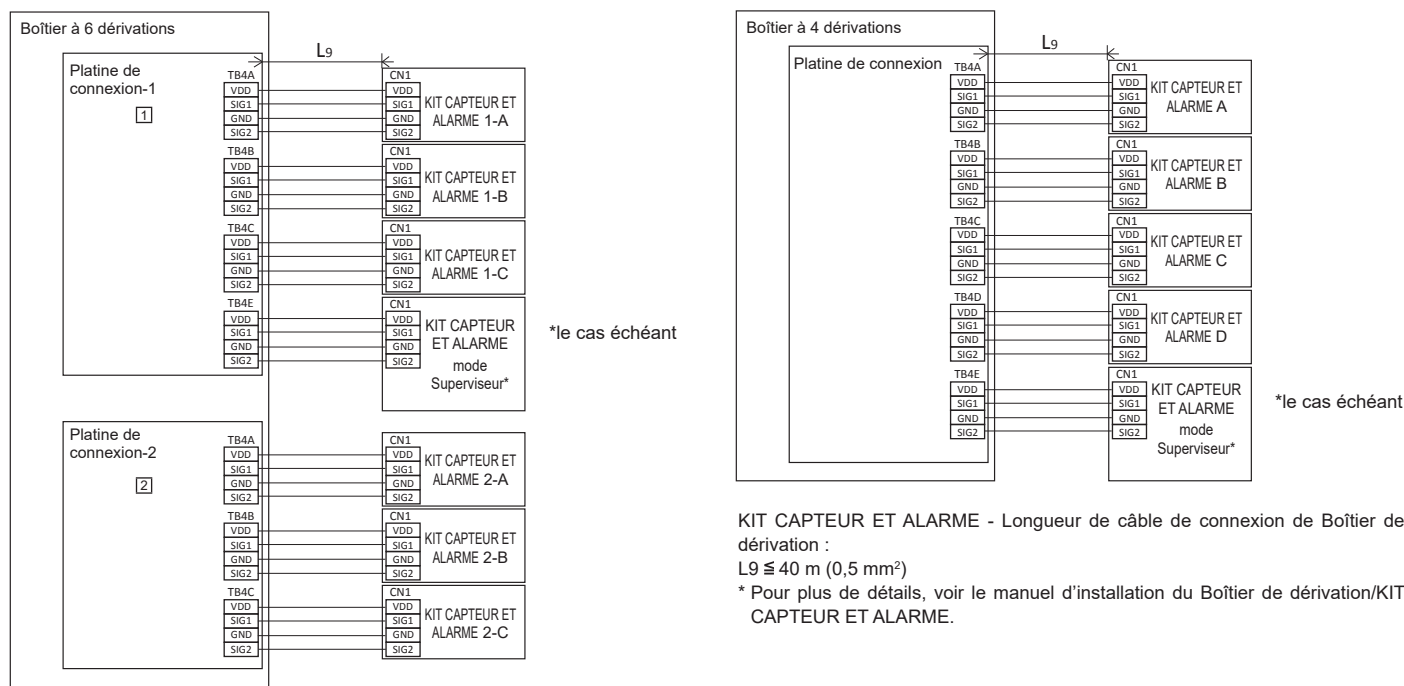 Boîtier à 6 dérivations
L9
Platine de
connexion-1
1
TB4A
VDD
SIG1
GND
SIG2
CN1
VDD
SIG1
GND
SIG2
KIT CAPTEUR ET
ALARME 1-A
TB4B
VDD
SIG1
GND
SIG2
CN1
VDD
SIG1
GND
SIG2
KIT CAPTEUR ET
ALARME 1-B
TB4C
VDD
SIG1
GND
SIG2
CN1
VDD
SIG1
GND
SIG2
KIT CAPTEUR ET
ALARME 1-C
TB4E
VDD
SIG1
GND
SIG2
CN1
VDD
SIG1
GND
SIG2
KIT CAPTEUR
ET ALARME
mode
Superviseur*
*le cas échéant
Platine de
connexion-2
2
TB4A
VDD
SIG1
GND
SIG2
CN1
VDD
SIG1
GND
SIG2
KIT CAPTEUR ET
ALARME 2-A
TB4B
VDD
SIG1
GND
SIG2
CN1
VDD
SIG1
GND
SIG2
KIT CAPTEUR ET
ALARME 2-B
TB4C
VDD
SIG1
GND
SIG2
CN1
VDD
SIG1
GND
SIG2
KIT CAPTEUR ET
ALARME 2-C
Boîtier à 4 dérivations
L9
Platine de connexion
TB4A
VDD
SIG1
GND
SIG2
CN1
VDD
SIG1
GND
SIG2
KIT CAPTEUR ET
ALARME A
TB4B
VDD
SIG1
GND
SIG2
CN1
VDD
SIG1
GND
SIG2
KIT CAPTEUR ET
ALARME B
TB4C
VDD
SIG1
GND
SIG2
CN1
VDD
SIG1
GND
SIG2
KIT CAPTEUR ET
ALARME C
TB4D
VDD
SIG1
GND
SIG2
CN1
VDD
SIG1
GND
SIG2
KIT CAPTEUR ET
ALARME D
TB4E
VDD
SIG1
GND
SIG2
CN1
VDD
SIG1
GND
SIG2
KIT CAPTEUR
ET ALARME
mode
Superviseur*
*le cas échéant
KIT CAPTEUR ET ALARME - Longueur de câble de connexion de Boîtier de
dérivation :
L9 ≦ 40 m (0,5 mm²)
* Pour plus de détails, voir le manuel d’installation du Boîtier de dérivation/KIT
CAPTEUR ET ALARME.